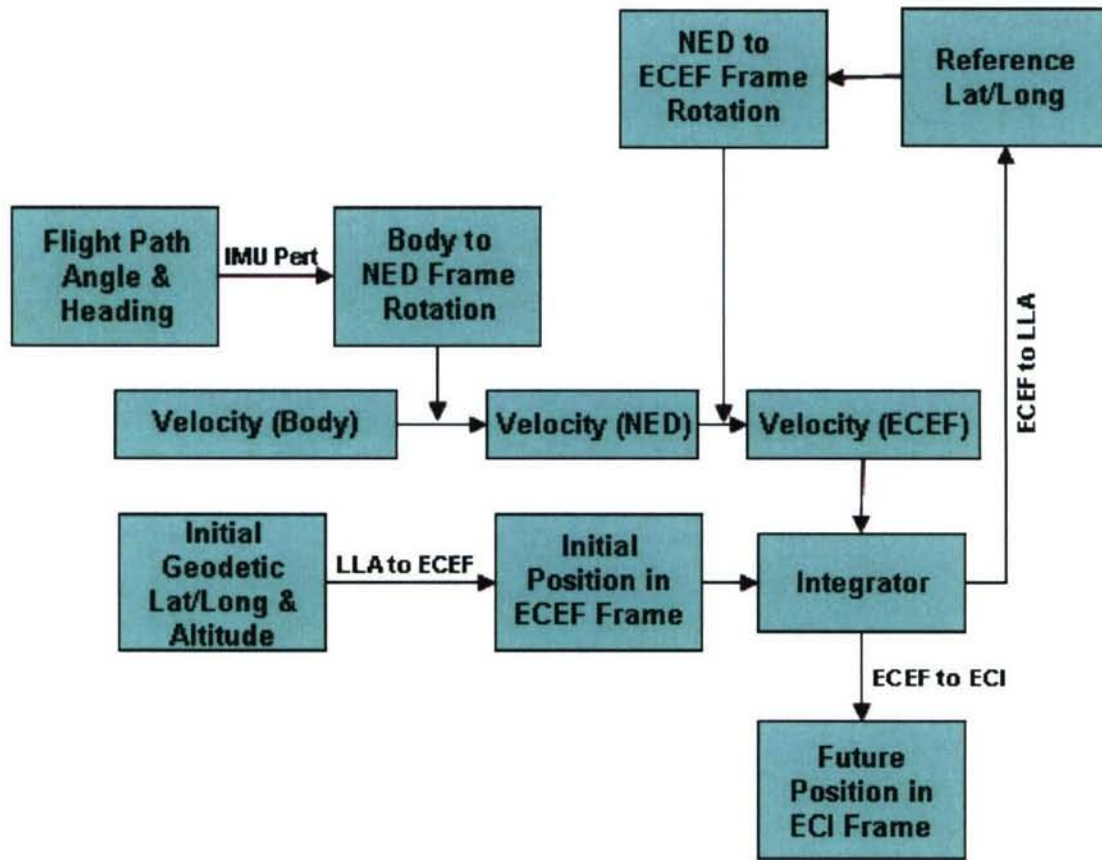 NED to
ECEF Frame
Rotation
Reference
Lat/Long
Flight Path
Angle &
Heading
IMU Pert
Body to
NED Frame
Rotation
ECEF to LLA
Velocity (Body)
Velocity (NED)
Velocity (ECEF)
Initial
Geodetic
Lat/Long &
Altitude
LLA to ECEF
Initial
Position in
ECEF Frame
Integrator
ECEF to ECI
Future
Position in
ECI Frame